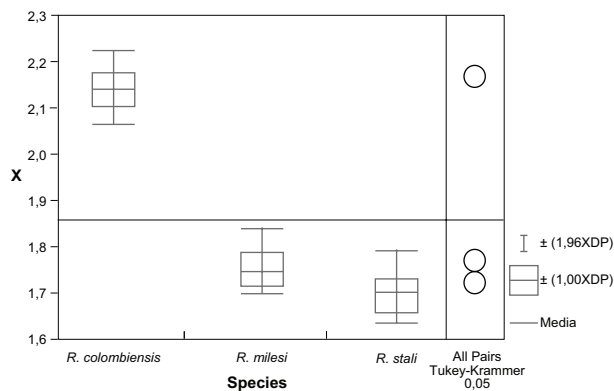 2,3
2,2
2,1
2,0
X
1,9
1,8
1,7
1,6
± (1,96XDP)
± (1,00XDP)
Media
R. colombiensis
R. milesi
R. stali
All Pairs
Tukey-Krammer
0,05
Species